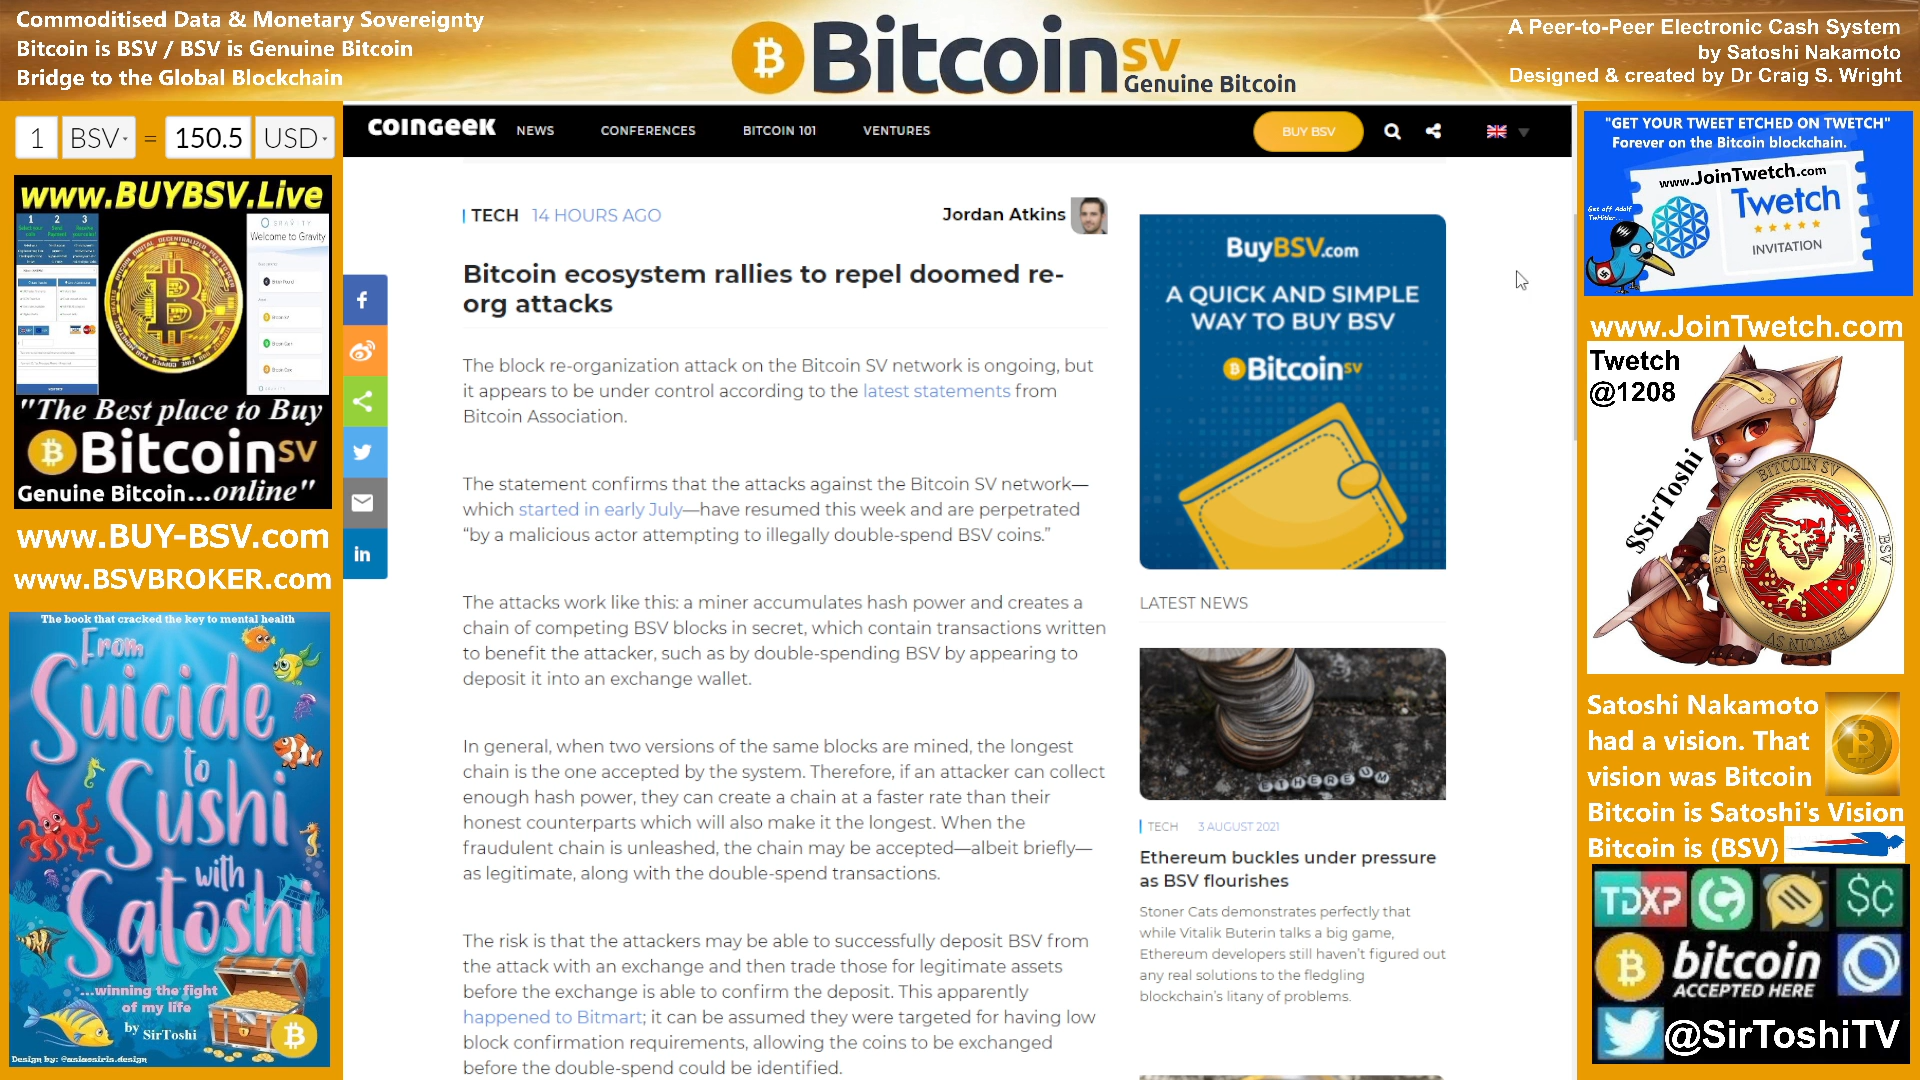 Commoditised Data & Monetary Sovereignty
Bitcoin is BSV / BSV is Genuine Bitcoin
Bridge to the Global Blockchain
BitcoinSV
Genuine Bitcoin
A Peer-to-Peer Electronic Cash System
by Satoshi Nakamoto
Designed & created by Dr Craig S. Wright
1 BSV = 150.5 USD
www.BUYBSV.Live
1 2 3
GRAVITY
Welcome to Gravity
"The Best place to Buy
BitcoinSV
Genuine Bitcoin...online"
www.BUY-BSV.com
www.BSVBROKER.com
The book that cracked the key to mental health
From
Suicide
to
Sushi
with
Satoshi
...winning the fight
of my life
by SirToshi
Design by: @anlaosiris.design
COINGEEK NEWS CONFERENCES BITCOIN 101 VENTURES BUY BSV
TECH 14 HOURS AGO Jordan Atkins
Bitcoin ecosystem rallies to repel doomed re-
org attacks
The block re-organization attack on the Bitcoin SV network is ongoing, but
it appears to be under control according to the latest statements from
Bitcoin Association.
The statement confirms that the attacks against the Bitcoin SV network—
which started in early July—have resumed this week and are perpetrated
“by a malicious actor attempting to illegally double-spend BSV coins.”
The attacks work like this: a miner accumulates hash power and creates a
chain of competing BSV blocks in secret, which contain transactions written
to benefit the attacker, such as by double-spending BSV by appearing to
deposit it into an exchange wallet.
In general, when two versions of the same blocks are mined, the longest
chain is the one accepted by the system. Therefore, if an attacker can collect
enough hash power, they can create a chain at a faster rate than their
honest counterparts which will also make it the longest. When the
fraudulent chain is unleashed, the chain may be accepted—albeit briefly—
as legitimate, along with the double-spend transactions.
The risk is that the attackers may be able to successfully deposit BSV from
the attack with an exchange and then trade those for legitimate assets
before the exchange is able to confirm the deposit. This apparently
happened to Bitmart; it can be assumed they were targeted for having low
block confirmation requirements, allowing the coins to be exchanged
before the double-spend could be identified.
BuyBSV.com
A QUICK AND SIMPLE
WAY TO BUY BSV
BitcoinSV
LATEST NEWS
ETHEREUM
TECH 3 AUGUST 2021
Ethereum buckles under pressure
as BSV flourishes
Stoner Cats demonstrates perfectly that
while Vitalik Buterin talks a big game,
Ethereum developers still haven’t figured out
any real solutions to the fledgling
blockchain’s litany of problems.
"GET YOUR TWEET ETCHED ON TWETCH"
Forever on the Bitcoin blockchain.
www.JoinTwetch.com
Twetch
INVITATION
Get off Adolf
Twhitler...
www.JoinTwetch.com
Twetch
@1208
$SirToshi
BITCOIN SV
BSV
BSV
BITCOIN SV
Satoshi Nakamoto
had a vision. That
vision was Bitcoin
Bitcoin is Satoshi's Vision
Bitcoin is (BSV)
TDXP
$C
bitcoin
ACCEPTED HERE
@SirToshiTV